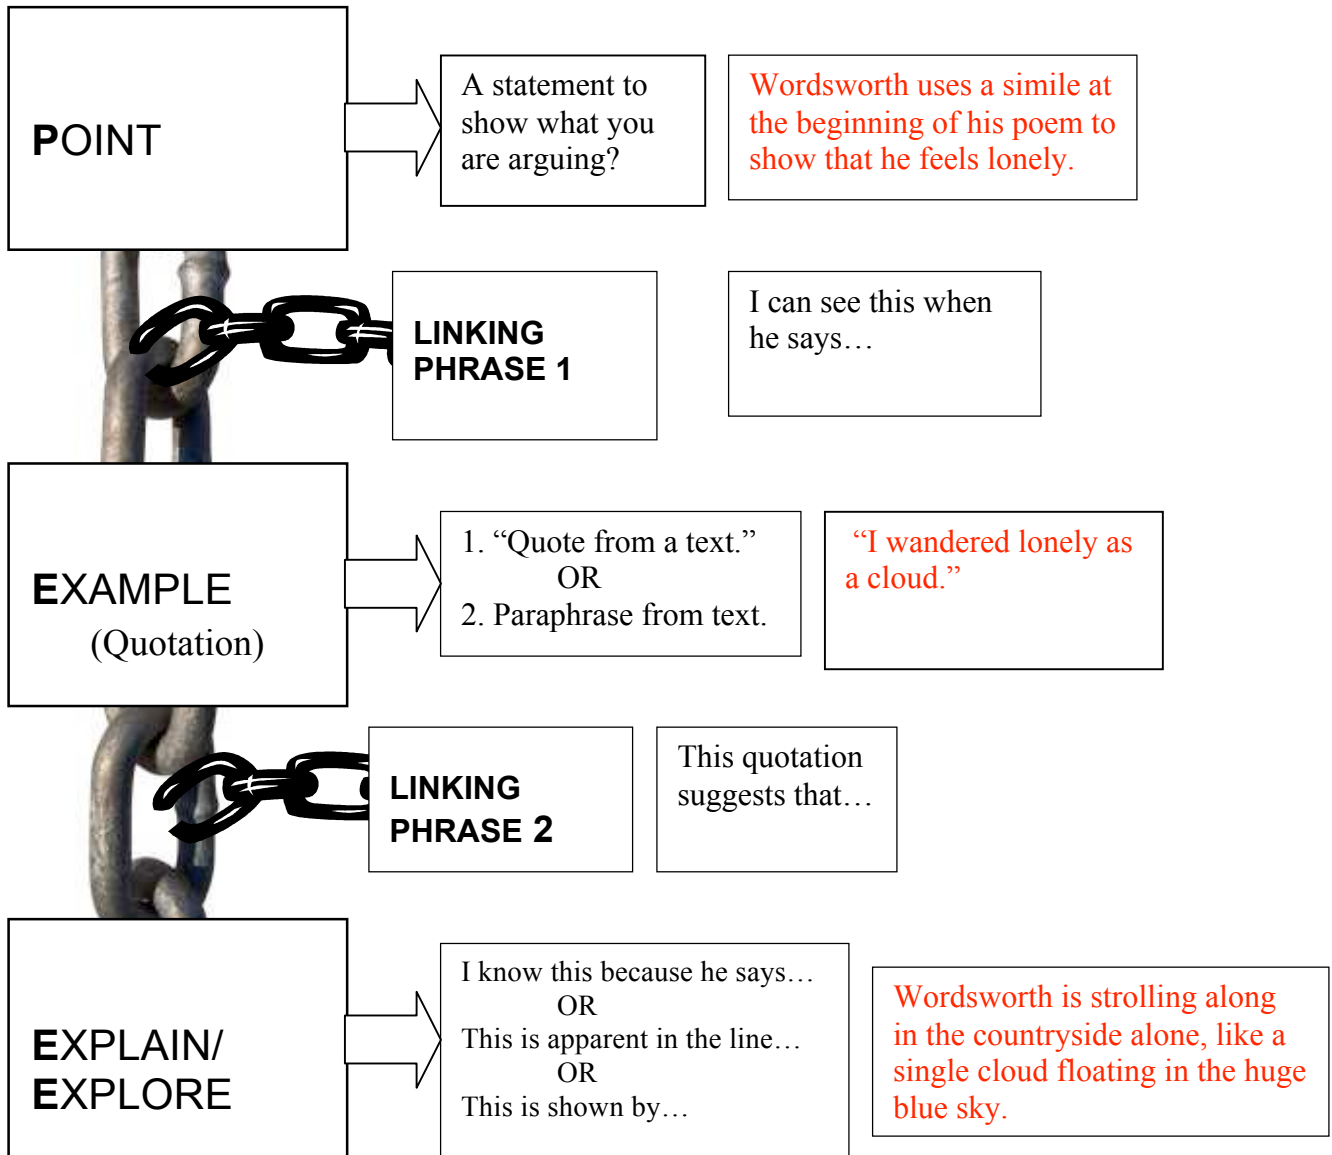 POINT
A statement to
show what you
are arguing?
Wordsworth uses a simile at
the beginning of his poem to
show that he feels lonely.
LINKING
PHRASE 1
I can see this when
he says…
EXAMPLE
(Quotation)
1. “Quote from a text.”
OR
2. Paraphrase from text.
“I wandered lonely as
a cloud.”
LINKING
PHRASE 2
This quotation
suggests that…
EXPLAIN/
EXPLORE
I know this because he says…
OR
This is apparent in the line…
OR
This is shown by…
Wordsworth is strolling along
in the countryside alone, like a
single cloud floating in the huge
blue sky.